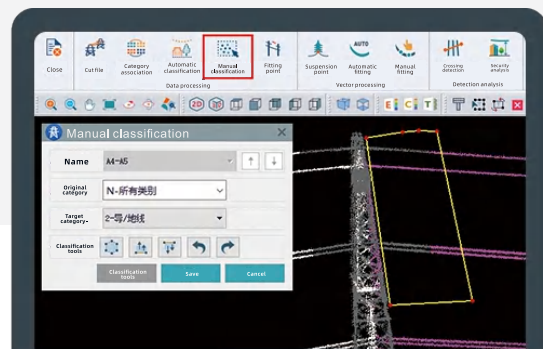 Close
Cut file
Category
association
Automatic
classification
Manual
classification
Fitting
point
Suspension
point
Automatic
fitting
Manual
fitting
Crossing
detection
Security
analysis
Data processing
Vector processing
Detection analysis
AUTO
2D
E
C
T
Manual classification
Name
A4-A5
Original
category
N-所有类别
Target
category-
2-导/地线
Classification
tools
Classification
tools
Save
Cancel